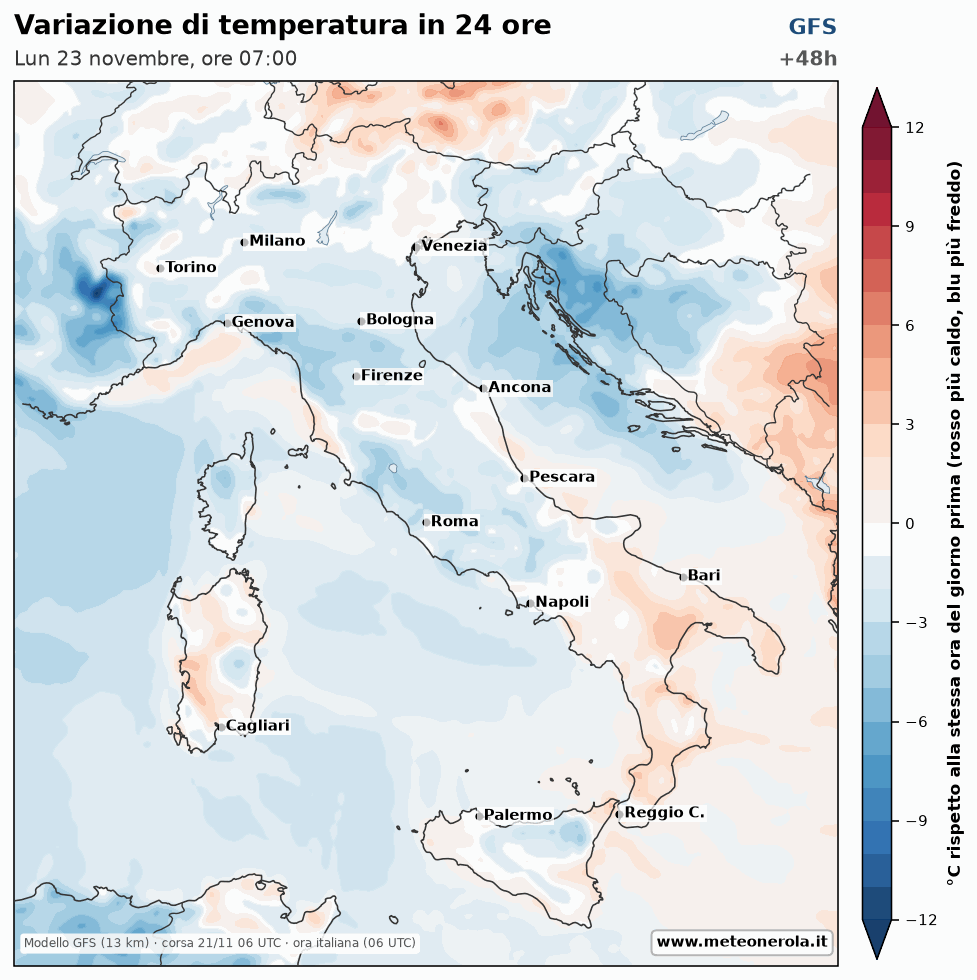 Variazione di temperatura in 24 ore
GFS
Lun 23 novembre, ore 07:00
+48h
Milano
Venezia
Torino
Genova
Bologna
Firenze
Ancona
Pescara
Roma
Bari
Napoli
Cagliari
Palermo
Reggio C.
12
9
6
3
0
−3
−6
−9
−12
°C rispetto alla stessa ora del giorno prima (rosso più caldo, blu più freddo)
Modello GFS (13 km) · corsa 21/11 06 UTC · ora italiana (06 UTC)
www.meteonerola.it